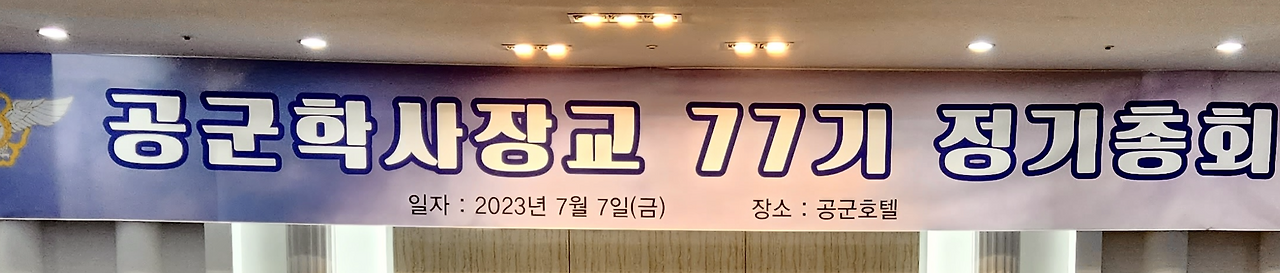 공군학사장교 77기 정기총회
일자 : 2023년 7월 7일(금) 장소 : 공군호텔